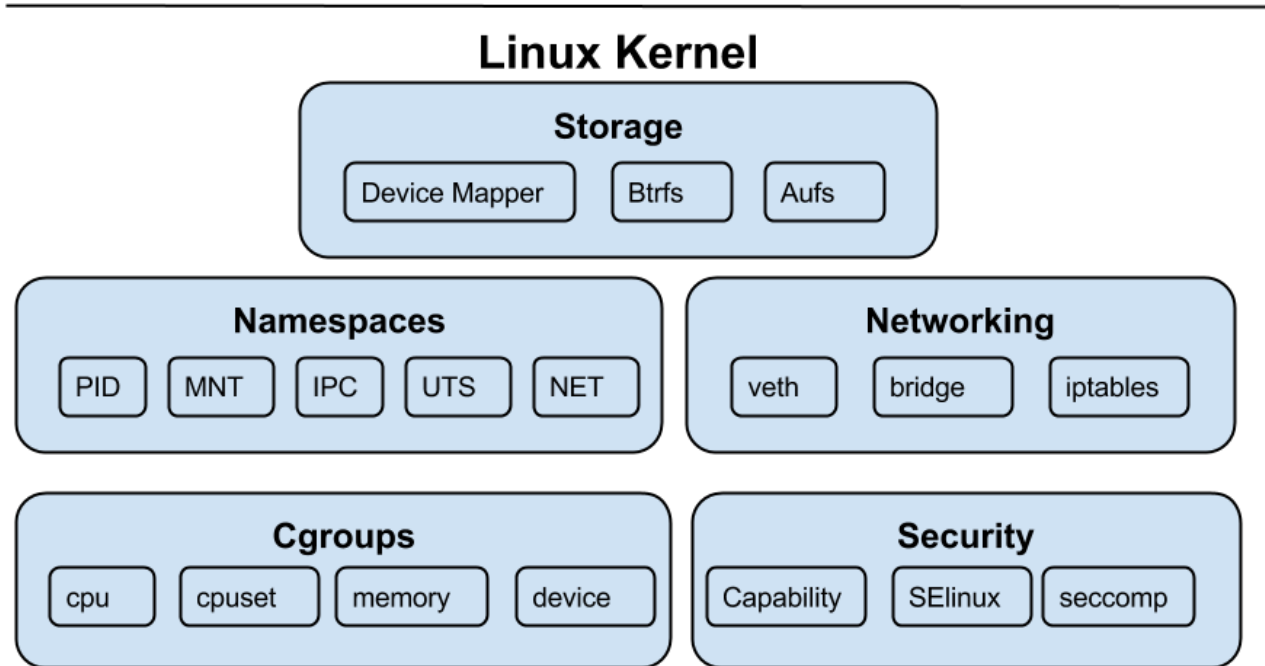 Linux Kernel
Storage
Device Mapper
Btrfs
Aufs
Namespaces
PID
MNT
IPC
UTS
NET
Networking
veth
bridge
iptables
Cgroups
cpu
cpuset
memory
device
Security
Capability
SElinux
seccomp